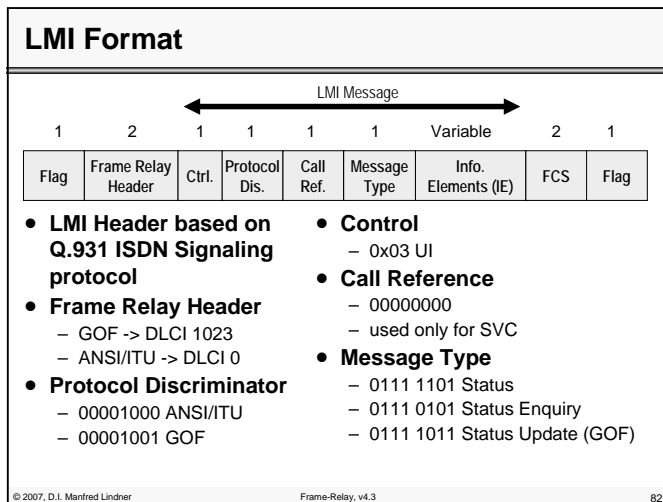 LMI Format
LMI Message
1 2 1 1 1 1 Variable 2 1
Flag Frame Relay Header Ctrl. Protocol Dis. Call Ref. Message Type Info. Elements (IE) FCS Flag
• LMI Header based on
Q.931 ISDN Signaling
protocol
• Frame Relay Header
– GOF -> DLCI 1023
– ANSI/ITU -> DLCI 0
• Protocol Discriminator
– 00001000 ANSI/ITU
– 00001001 GOF
• Control
– 0x03 UI
• Call Reference
– 00000000
– used only for SVC
• Message Type
– 0111 1101 Status
– 0111 0101 Status Enquiry
– 0111 1011 Status Update (GOF)
© 2007, D.I. Manfred Lindner Frame-Relay, v4.3 82